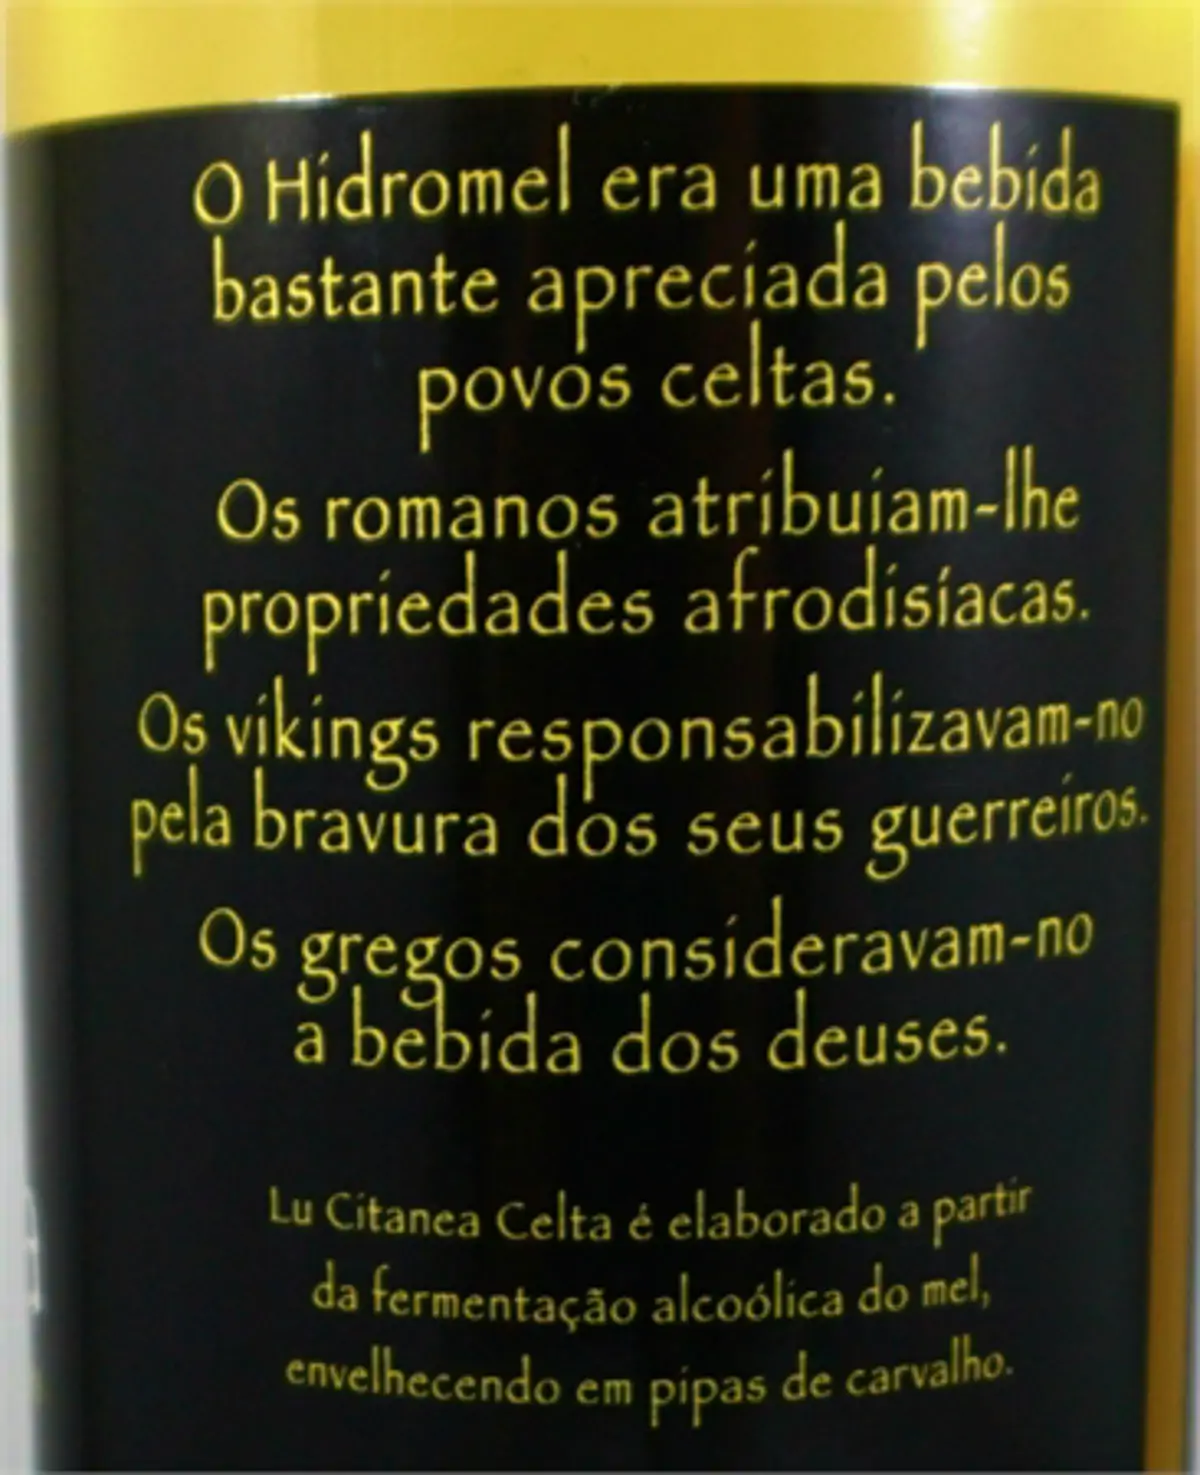 O Hidromel era uma bebida
bastante apreciada pelos
povos celtas.
Os romanos atribuiam-lhe
propriedades afrodisíacas.
Os vikings responsabilizavam-no
pela bravura dos seus guerreiros.
Os gregos consideravam-no
a bebida dos deuses.
Lu Citanea Celta é elaborado a partir
da fermentação alcoólica do mel,
envelhecendo em pipas de carvalho.